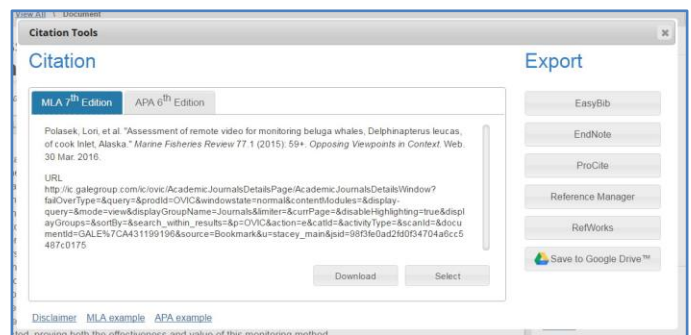 View All \ Document
Citation Tools
Citation
MLA 7th Edition
APA 6th Edition
Polasek, Lori, et al. "Assessment of remote video for monitoring beluga whales, Delphinapterus leucas,
of cook Inlet, Alaska." Marine Fisheries Review 77.1 (2015): 59+. Opposing Viewpoints in Context. Web.
30 Mar. 2016.
URL
http://ic.galegroup.com/ic/ovic/AcademicJournalsDetailsPage/AcademicJournalsDetailsWindow?
failOverType=&query=&prodId=OVIC&windowstate=normal&contentModules=&display-
query=&mode=view&displayGroupName=Journals&limiter=&currPage=&disableHighlighting=true&displ
ayGroups=&sortBy=&search_within_results=&p=OVIC&action=e&catId=&activityType=&scanId=&docu
mentId=GALE%7CA431199196&source=Bookmark&u=stacey_main&jsid=98f3fe0ad2fd0f34704a6cc5
487c0175
Download
Select
Disclaimer
MLA example
APA example
Export
EasyBib
EndNote
ProCite
Reference Manager
RefWorks
Save to Google Drive™
ted, proving both the effectiveness and value of this monitoring method